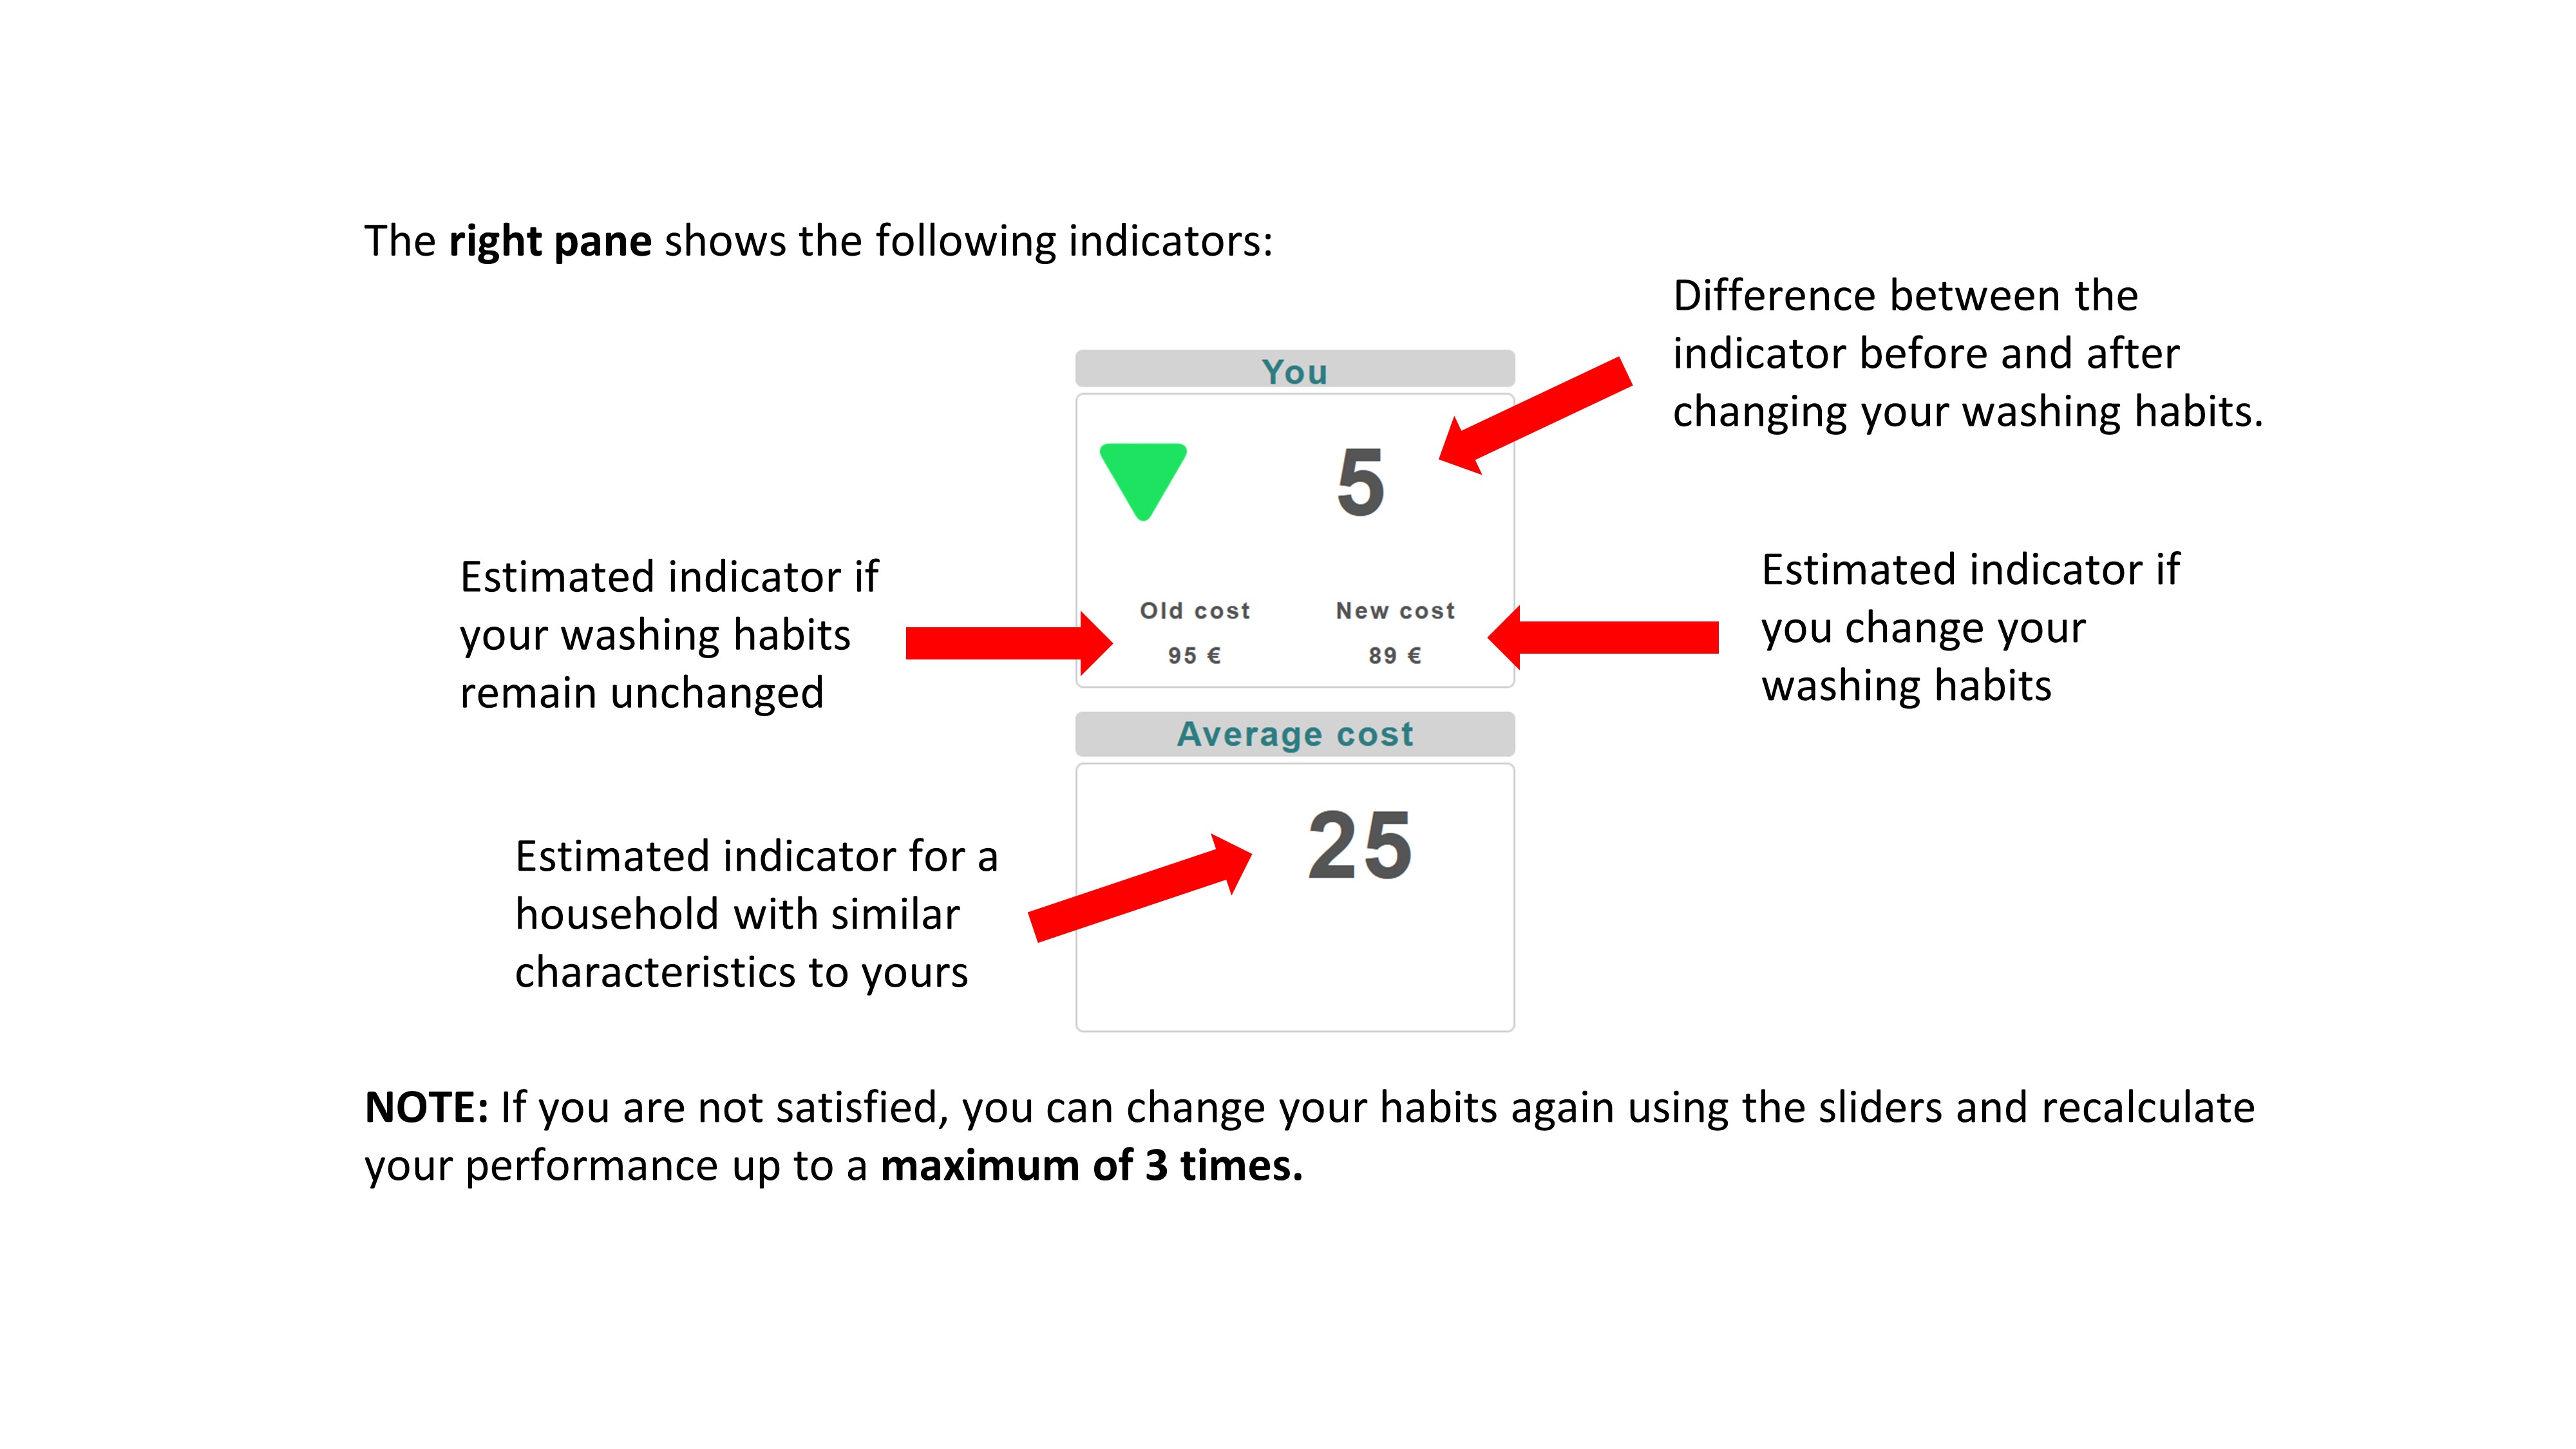 The right pane shows the following indicators:
Difference between the
indicator before and after
changing your washing habits.
You
5
Estimated indicator if
your washing habits
remain unchanged
Old cost
New cost
95 €
89 €
Estimated indicator if
you change your
washing habits
Average cost
25
Estimated indicator for a
household with similar
characteristics to yours
NOTE: If you are not satisfied, you can change your habits again using the sliders and recalculate
your performance up to a maximum of 3 times.